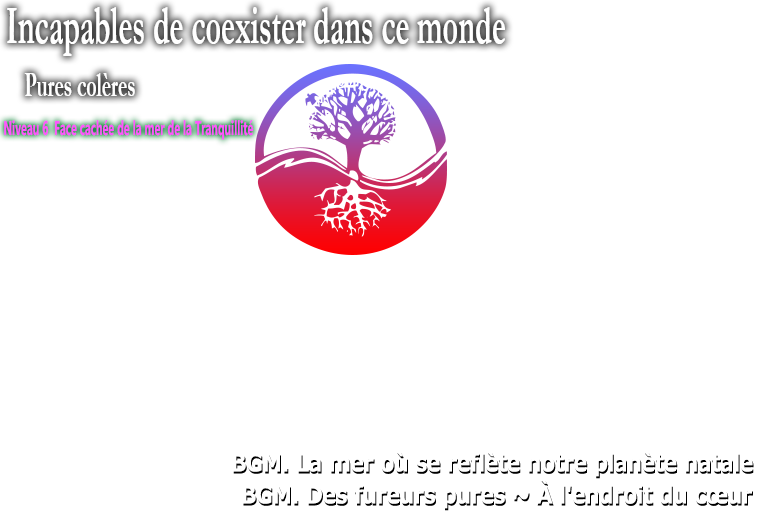 Incapables de coexister dans ce monde
Pures colères
Niveau 6 Face cachée de la mer de la Tranquillité
BGM. La mer où se reflète notre planète natale
BGM. Des fureurs pures ~ À l'endroit du cœur